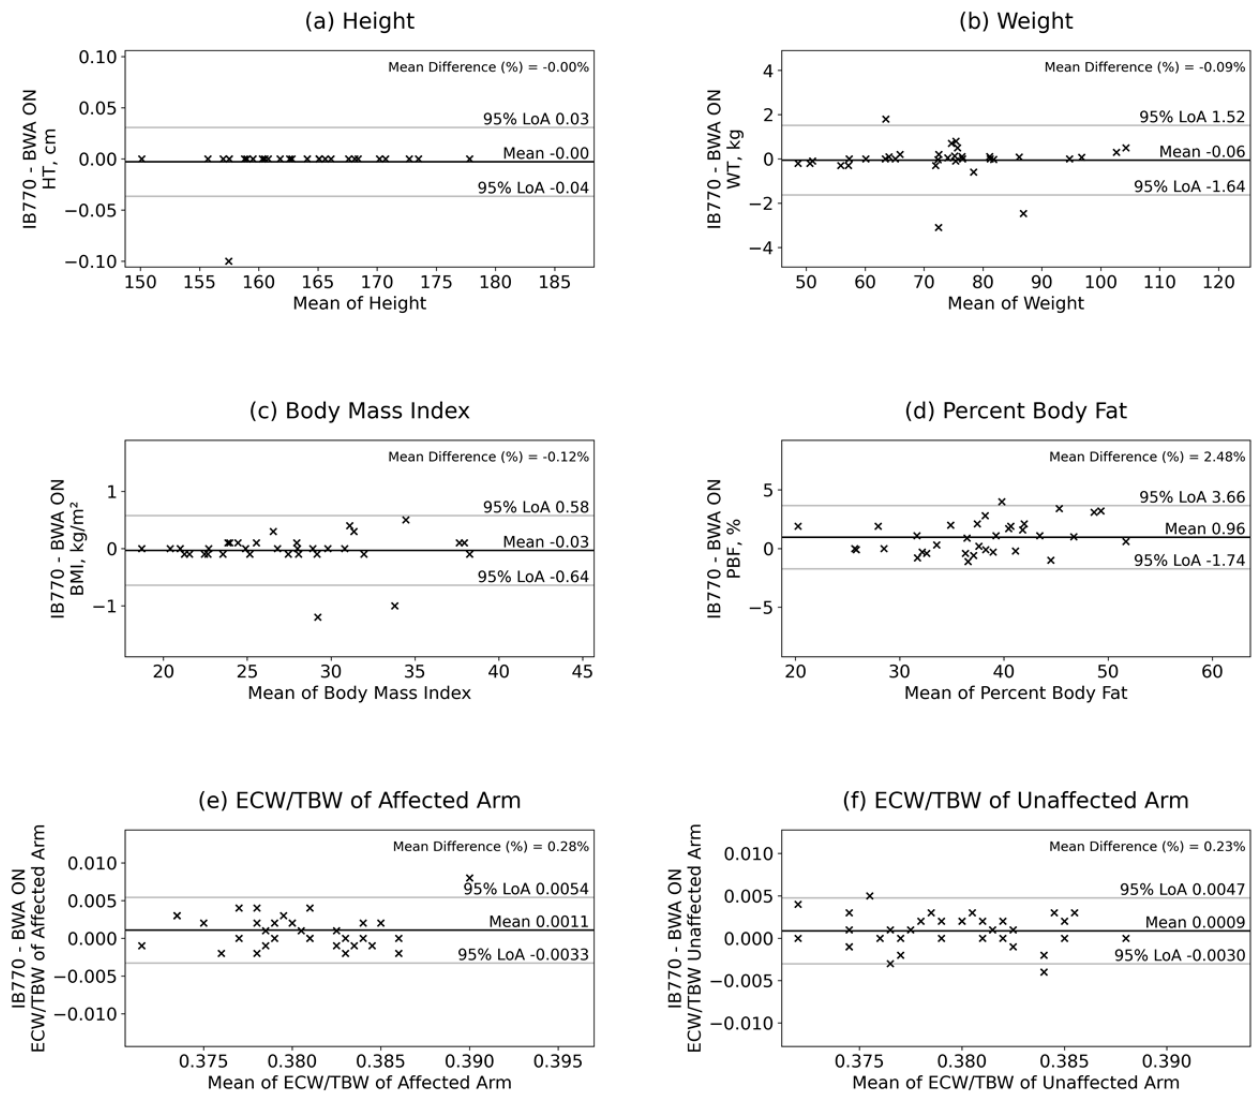 (a) Height
IB770 - BWA ON
HT, cm
0.10
0.05
0.00
−0.05
−0.10
Mean Difference (%) = -0.00%
95% LoA 0.03
Mean -0.00
95% LoA -0.04
150 155 160 165 170 175 180 185
Mean of Height
(b) Weight
IB770 - BWA ON
WT, kg
4
2
0
−2
−4
Mean Difference (%) = -0.09%
95% LoA 1.52
Mean -0.06
95% LoA -1.64
50 60 70 80 90 100 110 120
Mean of Weight
(c) Body Mass Index
IB770 - BWA ON
BMI, kg/m²
1
0
−1
Mean Difference (%) = -0.12%
95% LoA 0.58
Mean -0.03
95% LoA -0.64
20 25 30 35 40 45
Mean of Body Mass Index
(d) Percent Body Fat
IB770 - BWA ON
PBF, %
5
0
−5
Mean Difference (%) = 2.48%
95% LoA 3.66
Mean 0.96
95% LoA -1.74
20 30 40 50 60
Mean of Percent Body Fat
(e) ECW/TBW of Affected Arm
IB770 - BWA ON
ECW/TBW of Affected Arm
0.010
0.005
0.000
−0.005
−0.010
Mean Difference (%) = 0.28%
95% LoA 0.0054
Mean 0.0011
95% LoA -0.0033
0.375 0.380 0.385 0.390 0.395
Mean of ECW/TBW of Affected Arm
(f) ECW/TBW of Unaffected Arm
IB770 - BWA ON
ECW/TBW Unaffected Arm
0.010
0.005
0.000
−0.005
−0.010
Mean Difference (%) = 0.23%
95% LoA 0.0047
Mean 0.0009
95% LoA -0.0030
0.375 0.380 0.385 0.390
Mean of ECW/TBW of Unaffected Arm